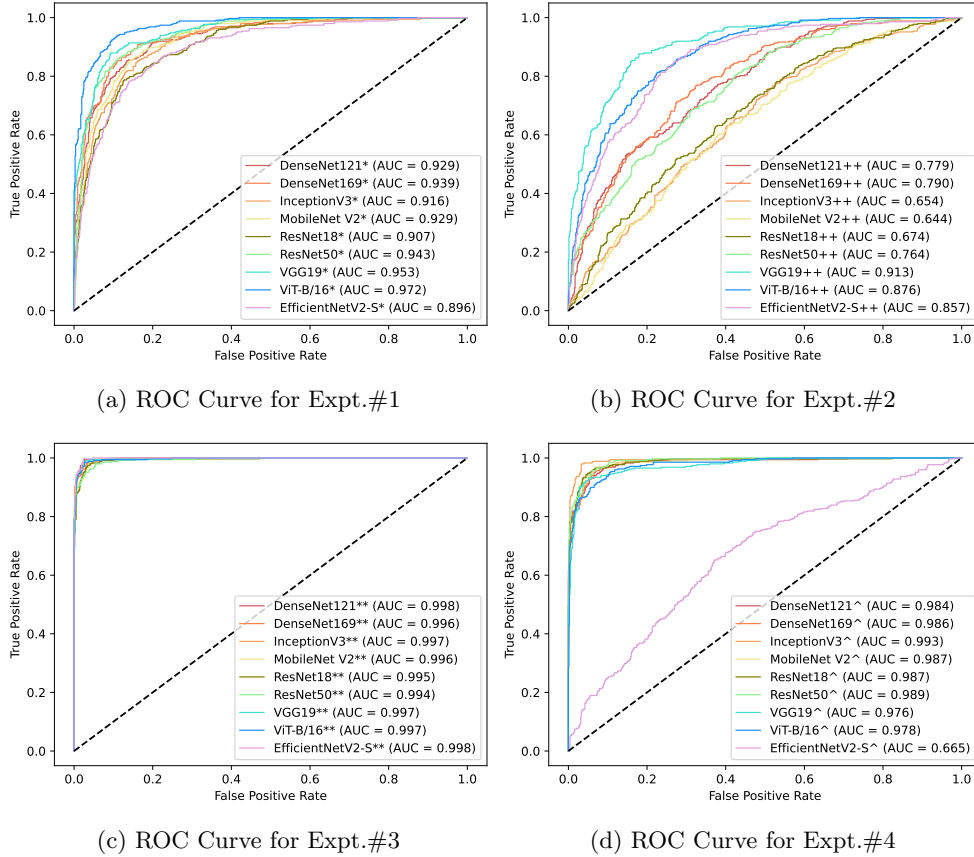 1.0
0.8
0.6
0.4
0.2
0.0
True Positive Rate
DenseNet121* (AUC = 0.929)
DenseNet169* (AUC = 0.939)
InceptionV3* (AUC = 0.916)
MobileNet V2* (AUC = 0.929)
ResNet18* (AUC = 0.907)
ResNet50* (AUC = 0.943)
VGG19* (AUC = 0.953)
ViT-B/16* (AUC = 0.972)
EfficientNetV2-S* (AUC = 0.896)
0.0 0.2 0.4 0.6 0.8 1.0
False Positive Rate
(a) ROC Curve for Expt.#1
1.0
0.8
0.6
0.4
0.2
0.0
True Positive Rate
DenseNet121++ (AUC = 0.779)
DenseNet169++ (AUC = 0.790)
InceptionV3++ (AUC = 0.654)
MobileNet V2++ (AUC = 0.644)
ResNet18++ (AUC = 0.674)
ResNet50++ (AUC = 0.764)
VGG19++ (AUC = 0.913)
ViT-B/16++ (AUC = 0.876)
EfficientNetV2-S++ (AUC = 0.857)
0.0 0.2 0.4 0.6 0.8 1.0
False Positive Rate
(b) ROC Curve for Expt.#2
1.0
0.8
0.6
0.4
0.2
0.0
True Positive Rate
DenseNet121** (AUC = 0.998)
DenseNet169** (AUC = 0.996)
InceptionV3** (AUC = 0.997)
MobileNet V2** (AUC = 0.996)
ResNet18** (AUC = 0.995)
ResNet50** (AUC = 0.994)
VGG19** (AUC = 0.997)
ViT-B/16** (AUC = 0.997)
EfficientNetV2-S** (AUC = 0.998)
0.0 0.2 0.4 0.6 0.8 1.0
False Positive Rate
(c) ROC Curve for Expt.#3
1.0
0.8
0.6
0.4
0.2
0.0
True Positive Rate
DenseNet121^ (AUC = 0.984)
DenseNet169^ (AUC = 0.986)
InceptionV3^ (AUC = 0.993)
MobileNet V2^ (AUC = 0.987)
ResNet18^ (AUC = 0.987)
ResNet50^ (AUC = 0.989)
VGG19^ (AUC = 0.976)
ViT-B/16^ (AUC = 0.978)
EfficientNetV2-S^ (AUC = 0.665)
0.0 0.2 0.4 0.6 0.8 1.0
False Positive Rate
(d) ROC Curve for Expt.#4